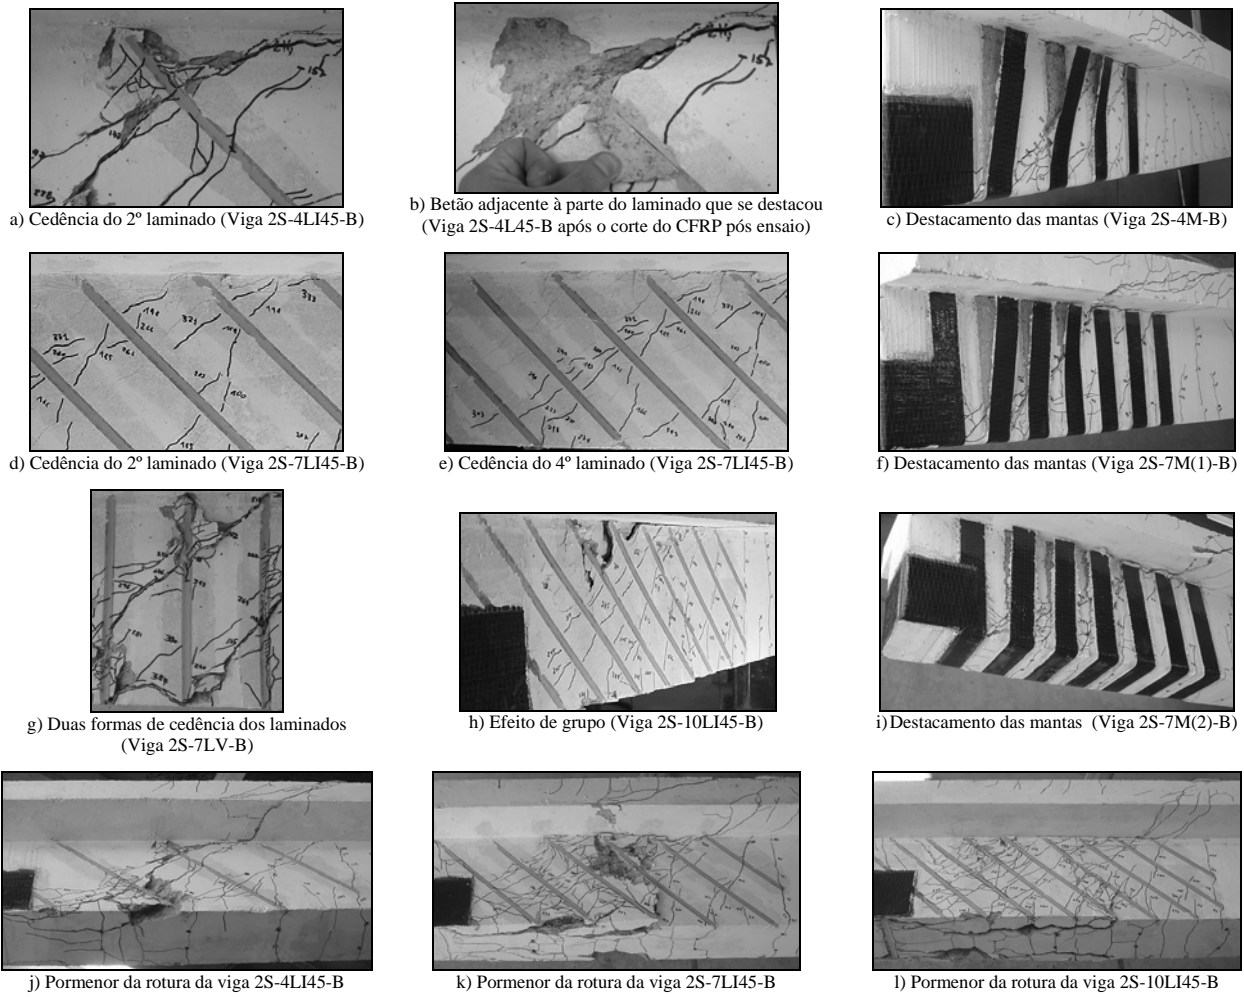 a) Cedência do 2º laminado (Viga 2S-4LI45-B)
b) Betão adjacente à parte do laminado que se destacou
(Viga 2S-4L45-B após o corte do CFRP pós ensaio)
c) Destacamento das mantas (Viga 2S-4M-B)
d) Cedência do 2º laminado (Viga 2S-7LI45-B)
e) Cedência do 4º laminado (Viga 2S-7LI45-B)
f) Destacamento das mantas (Viga 2S-7M(1)-B)
g) Duas formas de cedência dos laminados
(Viga 2S-7LV-B)
h) Efeito de grupo (Viga 2S-10LI45-B)
i) Destacamento das mantas (Viga 2S-7M(2)-B)
j) Pormenor da rotura da viga 2S-4LI45-B
k) Pormenor da rotura da viga 2S-7LI45-B
l) Pormenor da rotura da viga 2S-10LI45-B